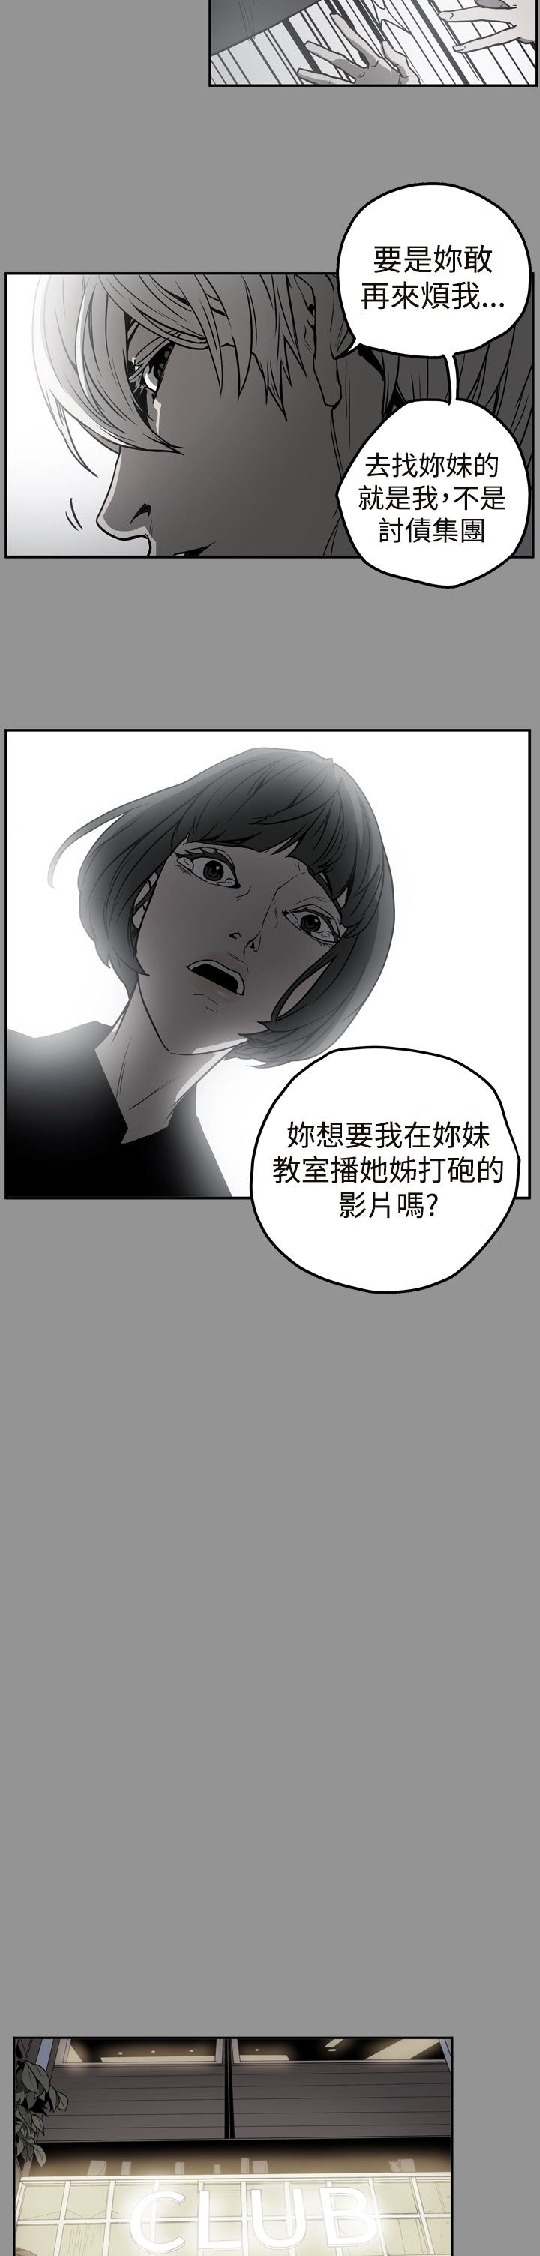 要是妳敢
再來煩我...
去找妳妹的
就是我，不是
討債集團
妳想要我在妳妹
教室播她姊打砲的
影片嗎?
CLUB